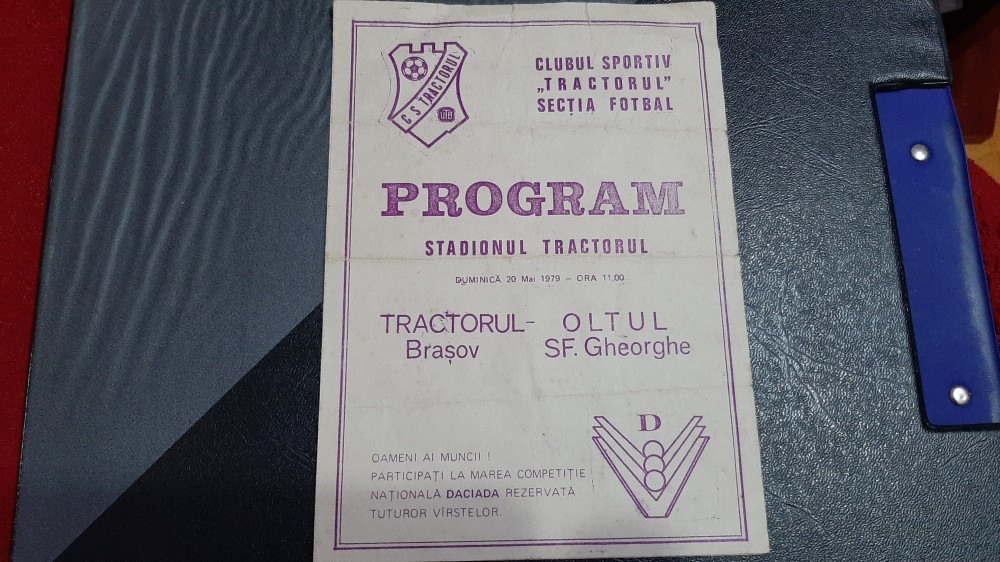 C S TRACTORUL
UTB
CLUBUL SPORTIV
„TRACTORUL”
SECȚIA FOTBAL
PROGRAM
STADIONUL TRACTORUL
DUMINICĂ 20 Mai 1979 – ORA 11,00
TRACTORUL- OLTUL
Brașov SF. Gheorghe
D
OAMENI AI MUNCII !
PARTICIPAȚI LA MAREA COMPETIȚIE
NAȚIONALĂ DACIADA REZERVATĂ
TUTUROR VÎRSTELOR.